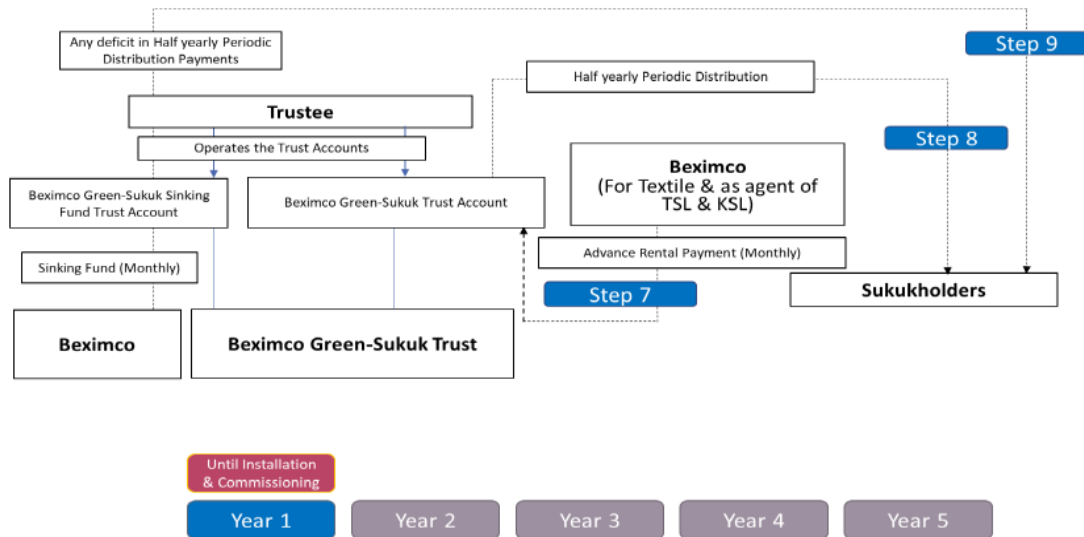 Any deficit in Half yearly Periodic
Distribution Payments
Step 9
Half yearly Periodic Distribution
Trustee
Step 8
Operates the Trust Accounts
Beximco
(For Textile & as agent of
TSL & KSL)
Beximco Green-Sukuk Sinking
Fund Trust Account
Beximco Green-Sukuk Trust Account
Advance Rental Payment (Monthly)
Sinking Fund (Monthly)
Step 7
Sukukholders
Beximco
Beximco Green-Sukuk Trust
Until Installation
& Commissioning
Year 1
Year 2
Year 3
Year 4
Year 5